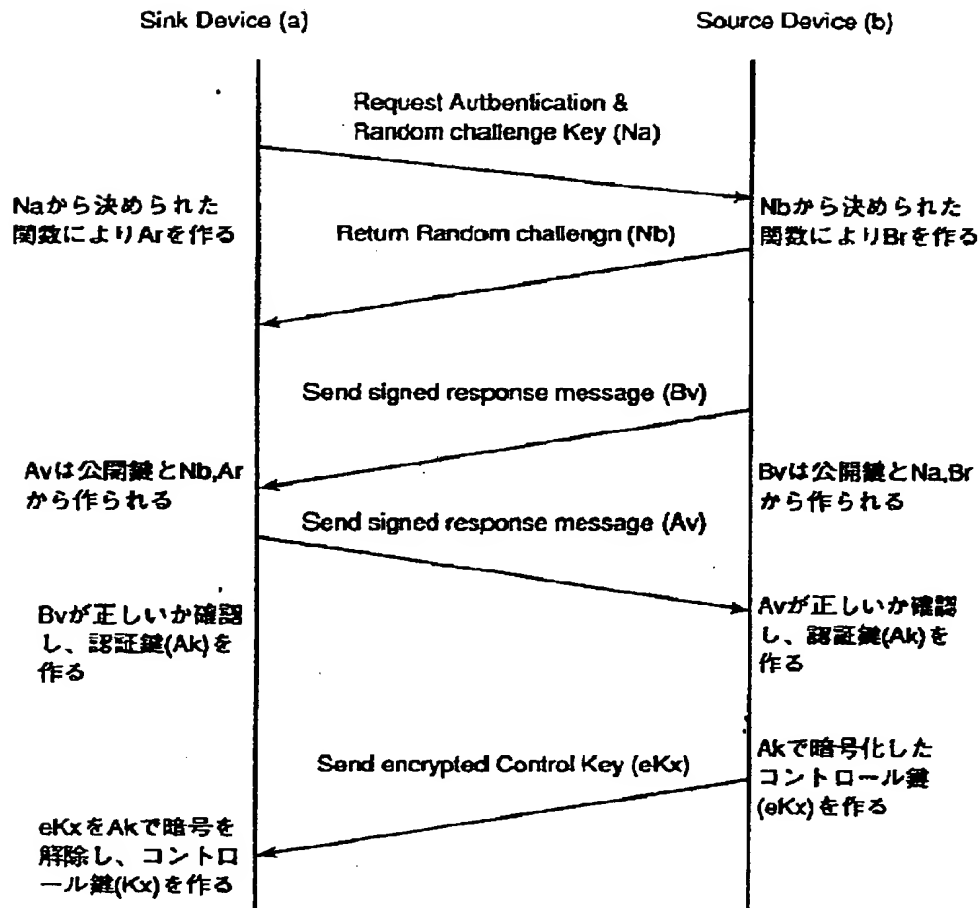 Sink Device (a)
Source Device (b)
Request Autbentication &
Random challenge Key (Na)
Naから決められた
関数によりArを作る
Nbから決められた
関数によりBrを作る
Return Random challengn (Nb)
Send signed response message (Bv)
Avは公開鍵とNb,Ar
から作られる
Bvは公開鍵とNa,Br
から作られる
Send signed response message (Av)
Bvが正しいか確認
し、認証鍵(Ak)を
作る
Avが正しいか確認
し、認証鍵(Ak)を
作る
Akで暗号化した
コントロール鍵
(eKx)を作る
Send encrypted Control Key (eKx)
eKxをAkで暗号を
解除し、コントロ
ール鍵(Kx)を作る